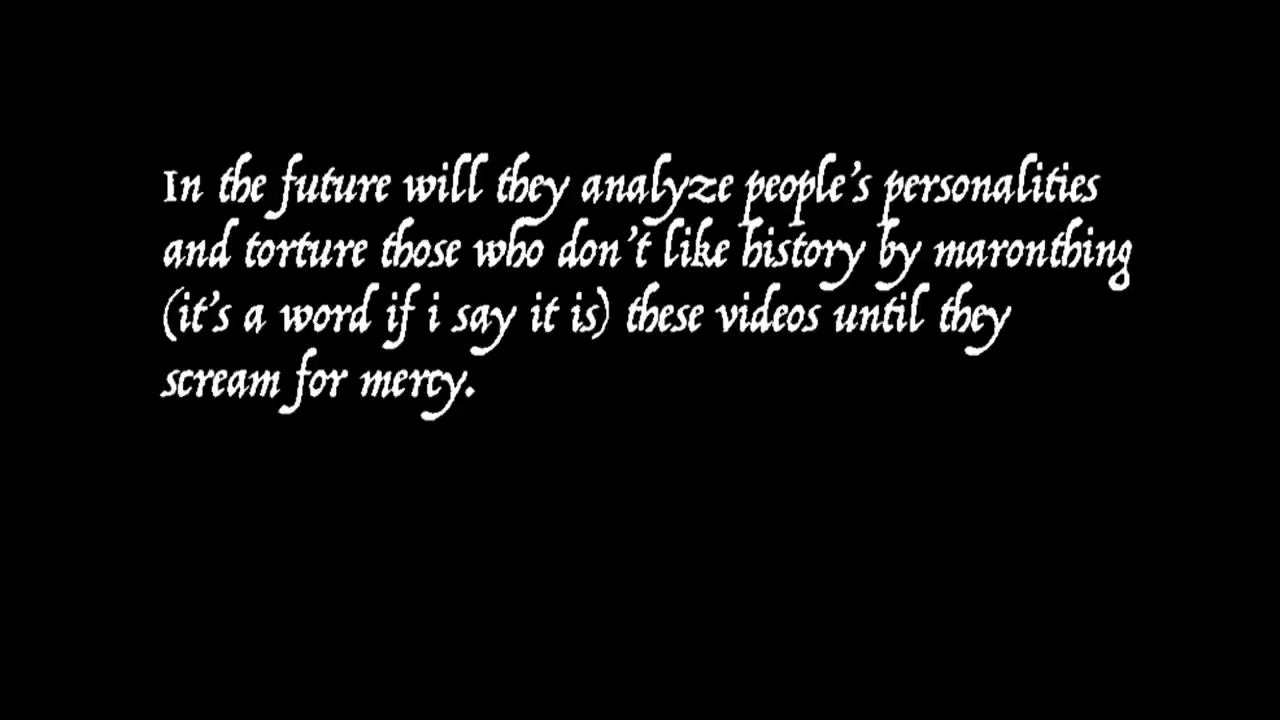 In the future will they analyze people's personalities
and torture those who don't like history by maronthing
(it's a word if i say it is) these videos until they
scream for mercy.